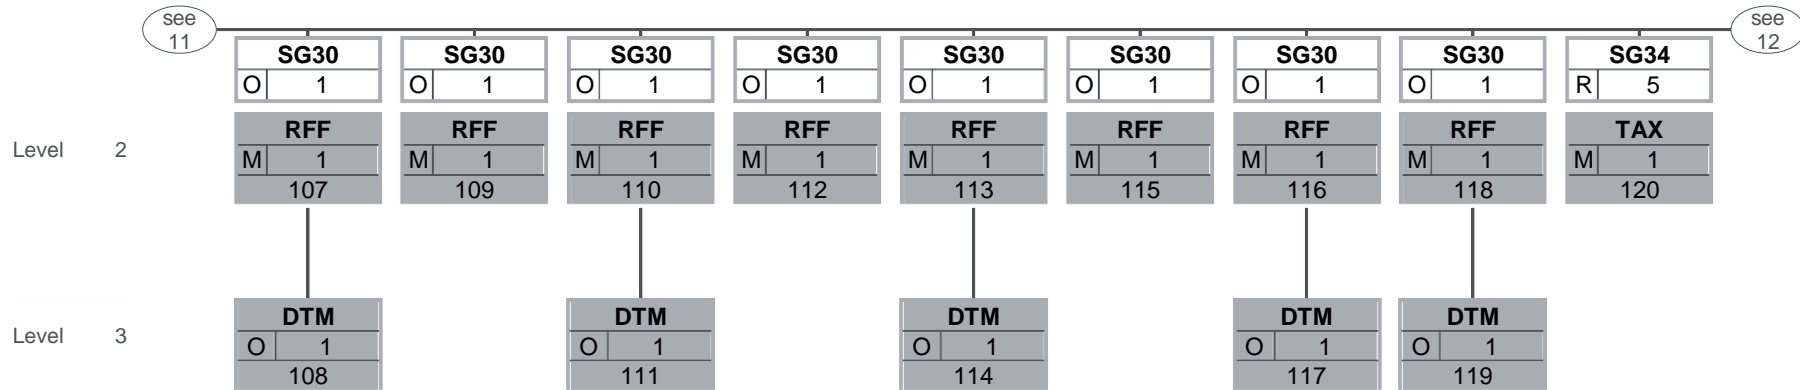 see
11
see
12
SG30 SG30 SG30 SG30 SG30 SG30 SG30 SG30 SG34
O 1 O 1 O 1 O 1 O 1 O 1 O 1 O 1 R 5
RFF RFF RFF RFF RFF RFF RFF RFF TAX
Level 2 M 1 M 1 M 1 M 1 M 1 M 1 M 1 M 1 M 1
107 109 110 112 113 115 116 118 120
DTM DTM DTM DTM DTM
Level 3 O 1 O 1 O 1 O 1 O 1
108 111 114 117 119